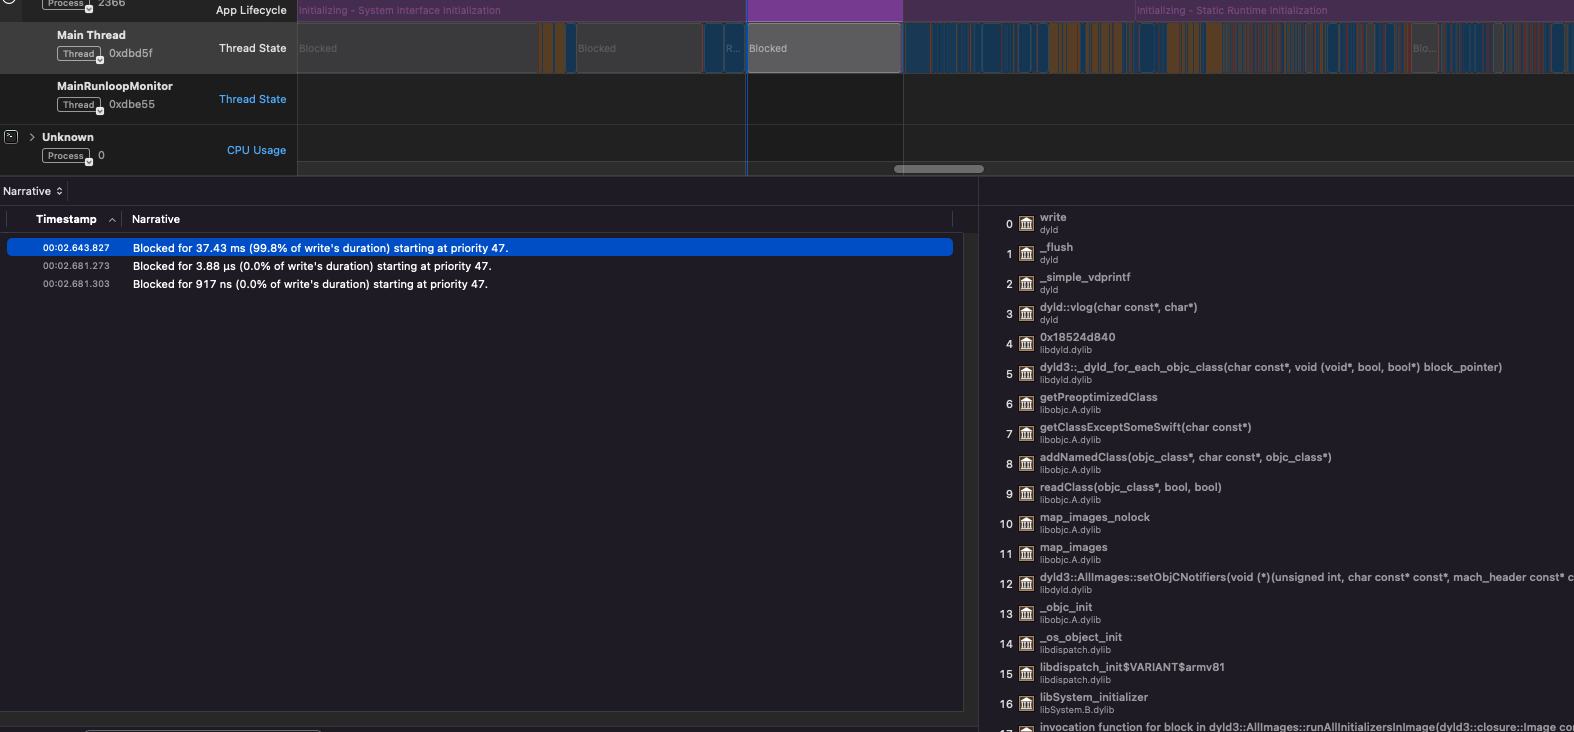 Process 2366
App Lifecycle
Initializing - System Interface Initialization
Initializing - Static Runtime Initialization
Main Thread
Thread 0xdbd5f
Thread State
Blocked
Blocked
R...
Blocked
Blo...
MainRunloopMonitor
Thread 0xdbe55
Thread State
Unknown
Process 0
CPU Usage
Narrative
Timestamp Narrative
00:02.643.827 Blocked for 37.43 ms (99.8% of write's duration) starting at priority 47.
00:02.681.273 Blocked for 3.88 µs (0.0% of write's duration) starting at priority 47.
00:02.681.303 Blocked for 917 ns (0.0% of write's duration) starting at priority 47.
0 write
dyld
1 _flush
dyld
2 _simple_vdprintf
dyld
3 dyld::vlog(char const*, char*)
dyld
4 0x18524d840
libdyld.dylib
5 dyld3::_dyld_for_each_objc_class(char const*, void (void*, bool, bool*) block_pointer)
libdyld.dylib
6 getPreoptimizedClass
libobjc.A.dylib
7 getClassExceptSomeSwift(char const*)
libobjc.A.dylib
8 addNamedClass(objc_class*, char const*, objc_class*)
libobjc.A.dylib
9 readClass(objc_class*, bool, bool)
libobjc.A.dylib
10 map_images_nolock
libobjc.A.dylib
11 map_images
libobjc.A.dylib
12 dyld3::AllImages::setObjCNotifiers(void (*)(unsigned int, char const* const*, mach_header const* c
libdyld.dylib
13 _objc_init
libobjc.A.dylib
14 _os_object_init
libdispatch.dylib
15 libdispatch_init$VARIANT$armv81
libdispatch.dylib
16 libSystem_initializer
libSystem.B.dylib
17 invocation function for block in dyld3::AllImages::runAllInitializersInImage(dyld3::closure::Image con